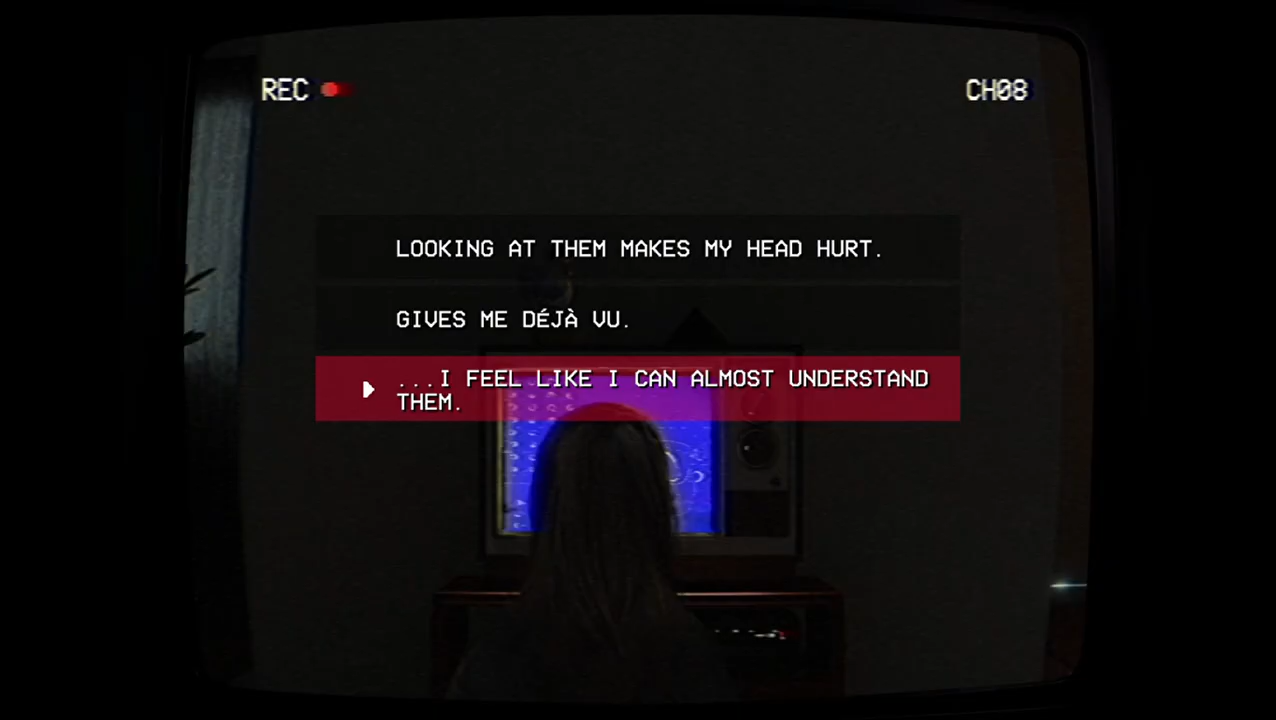 REC
CH08
LOOKING AT THEM MAKES MY HEAD HURT.
GIVES ME DÉJÀ VU.
...I FEEL LIKE I CAN ALMOST UNDERSTAND
THEM.